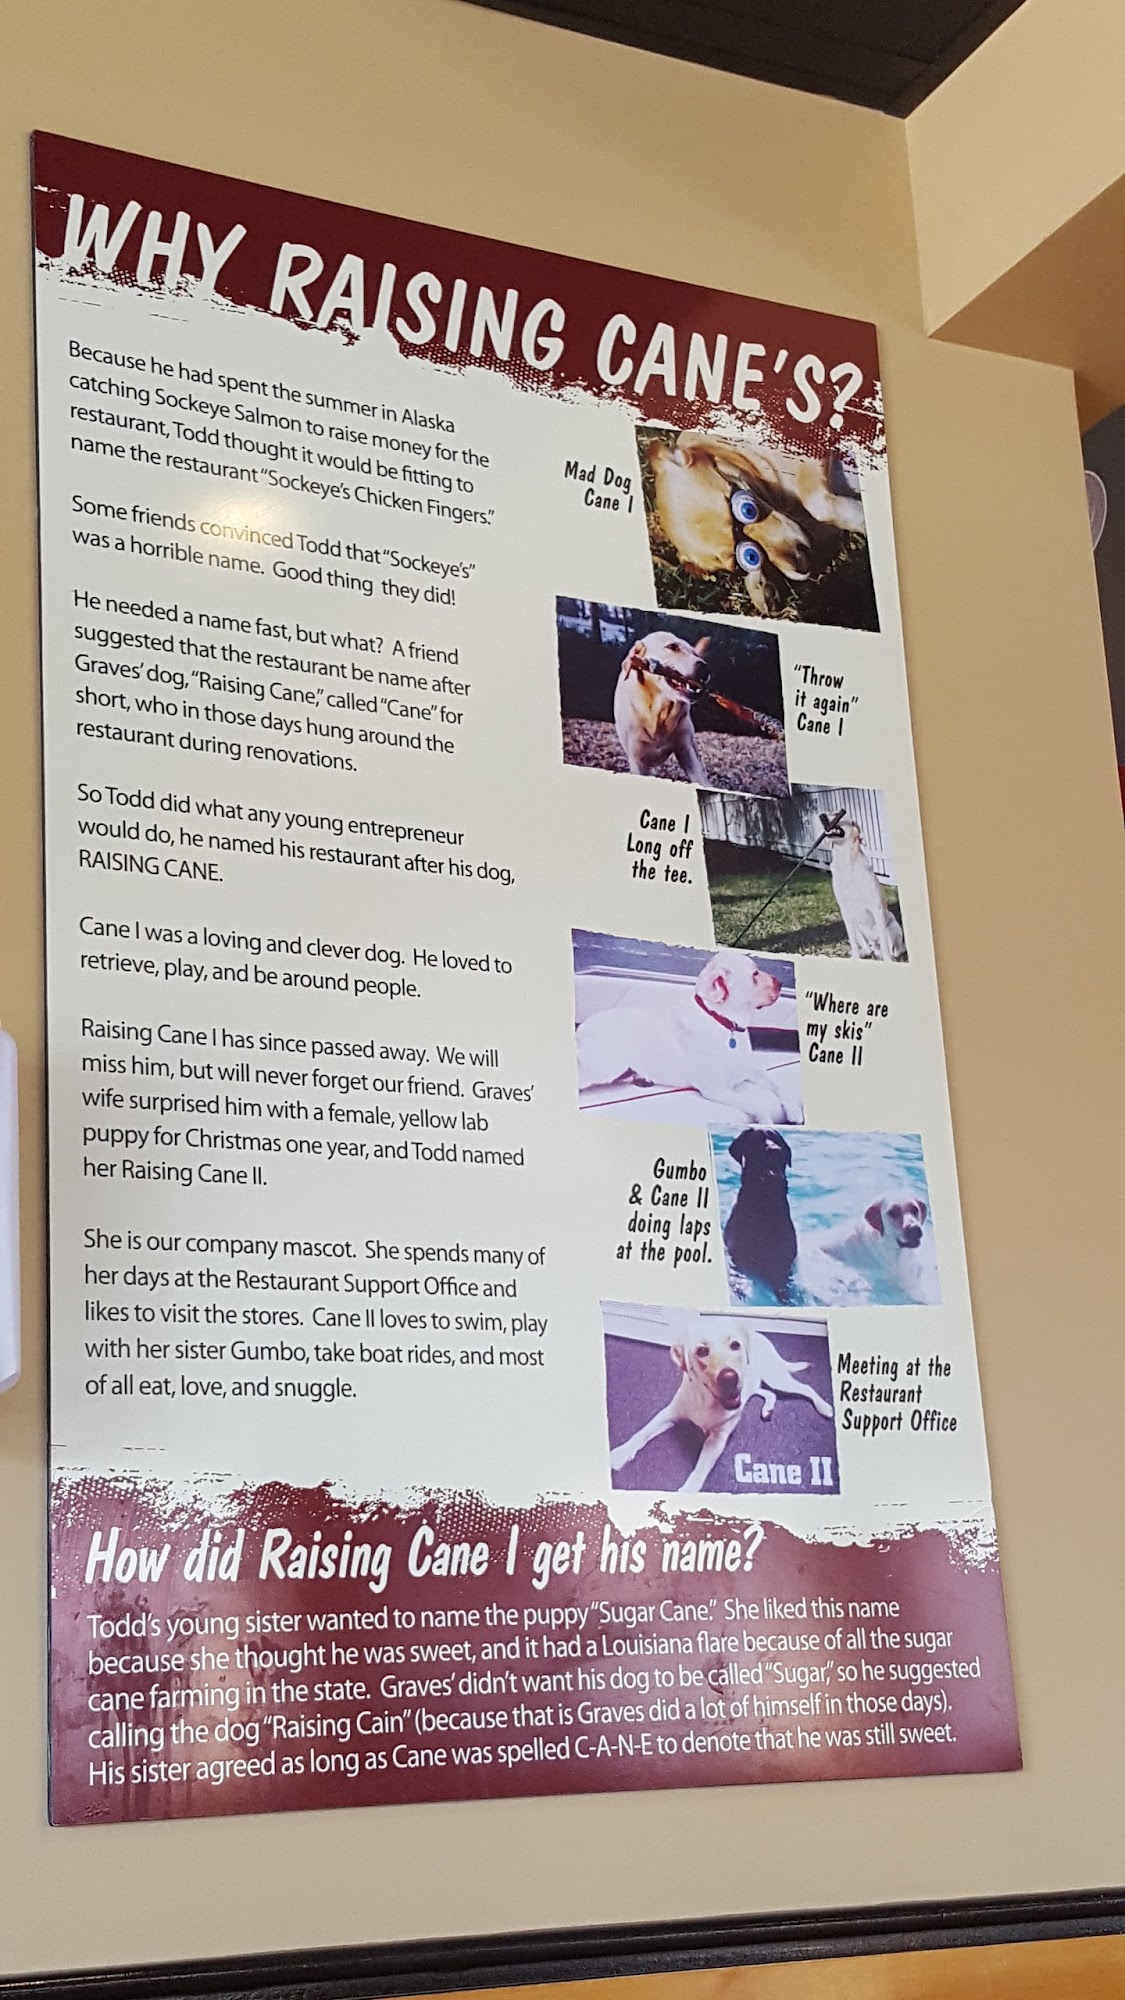 WHY RAISING CANE'S?
Because he had spent the summer in Alaska
catching Sockeye Salmon to raise money for the
restaurant, Todd thought it would be fitting to
name the restaurant "Sockeye's Chicken Fingers."
Some friends convinced Todd that "Sockeye's"
was a horrible name. Good thing they did!
He needed a name fast, but what? A friend
suggested that the restaurant be name after
Graves' dog, "Raising Cane," called "Cane" for
short, who in those days hung around the
restaurant during renovations.
So Todd did what any young entrepreneur
would do, he named his restaurant after his dog,
RAISING CANE.
Cane I was a loving and clever dog. He loved to
retrieve, play, and be around people.
Raising Cane I has since passed away. We will
miss him, but will never forget our friend. Graves'
wife surprised him with a female, yellow lab
puppy for Christmas one year, and Todd named
her Raising Cane II.
She is our company mascot. She spends many of
her days at the Restaurant Support Office and
likes to visit the stores. Cane II loves to swim, play
with her sister Gumbo, take boat rides, and most
of all eat, love, and snuggle.
Mad Dog
Cane I
"Throw
it again"
Cane I
Cane I
Long off
the tee.
"Where are
my skis"
Cane II
Gumbo
& Cane II
doing laps
at the pool.
Meeting at the
Restaurant
Support Office
Cane II
How did Raising Cane I get his name?
Todd's young sister wanted to name the puppy "Sugar Cane." She liked this name
because she thought he was sweet, and it had a Louisiana flare because of all the sugar
cane farming in the state. Graves' didn't want his dog to be called "Sugar," so he suggested
calling the dog "Raising Cain" (because that is Graves did a lot of himself in those days).
His sister agreed as long as Cane was spelled C-A-N-E to denote that he was still sweet.